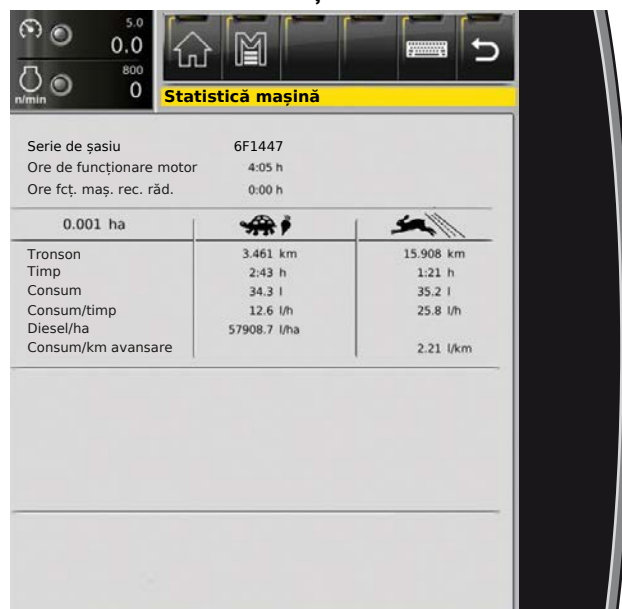 5.0
0.0
800
n/min 0
Statistică mașină
Serie de șasiu 6F1447
Ore de funcționare motor 4:05 h
Ore fcț. maș. rec. răd. 0:00 h
0.001 ha
Tronson 3.461 km 15.908 km
Timp 2:43 h 1:21 h
Consum 34.3 l 35.2 l
Consum/timp 12.6 l/h 25.8 l/h
Diesel/ha 57908.7 l/ha
Consum/km avansare 2.21 l/km